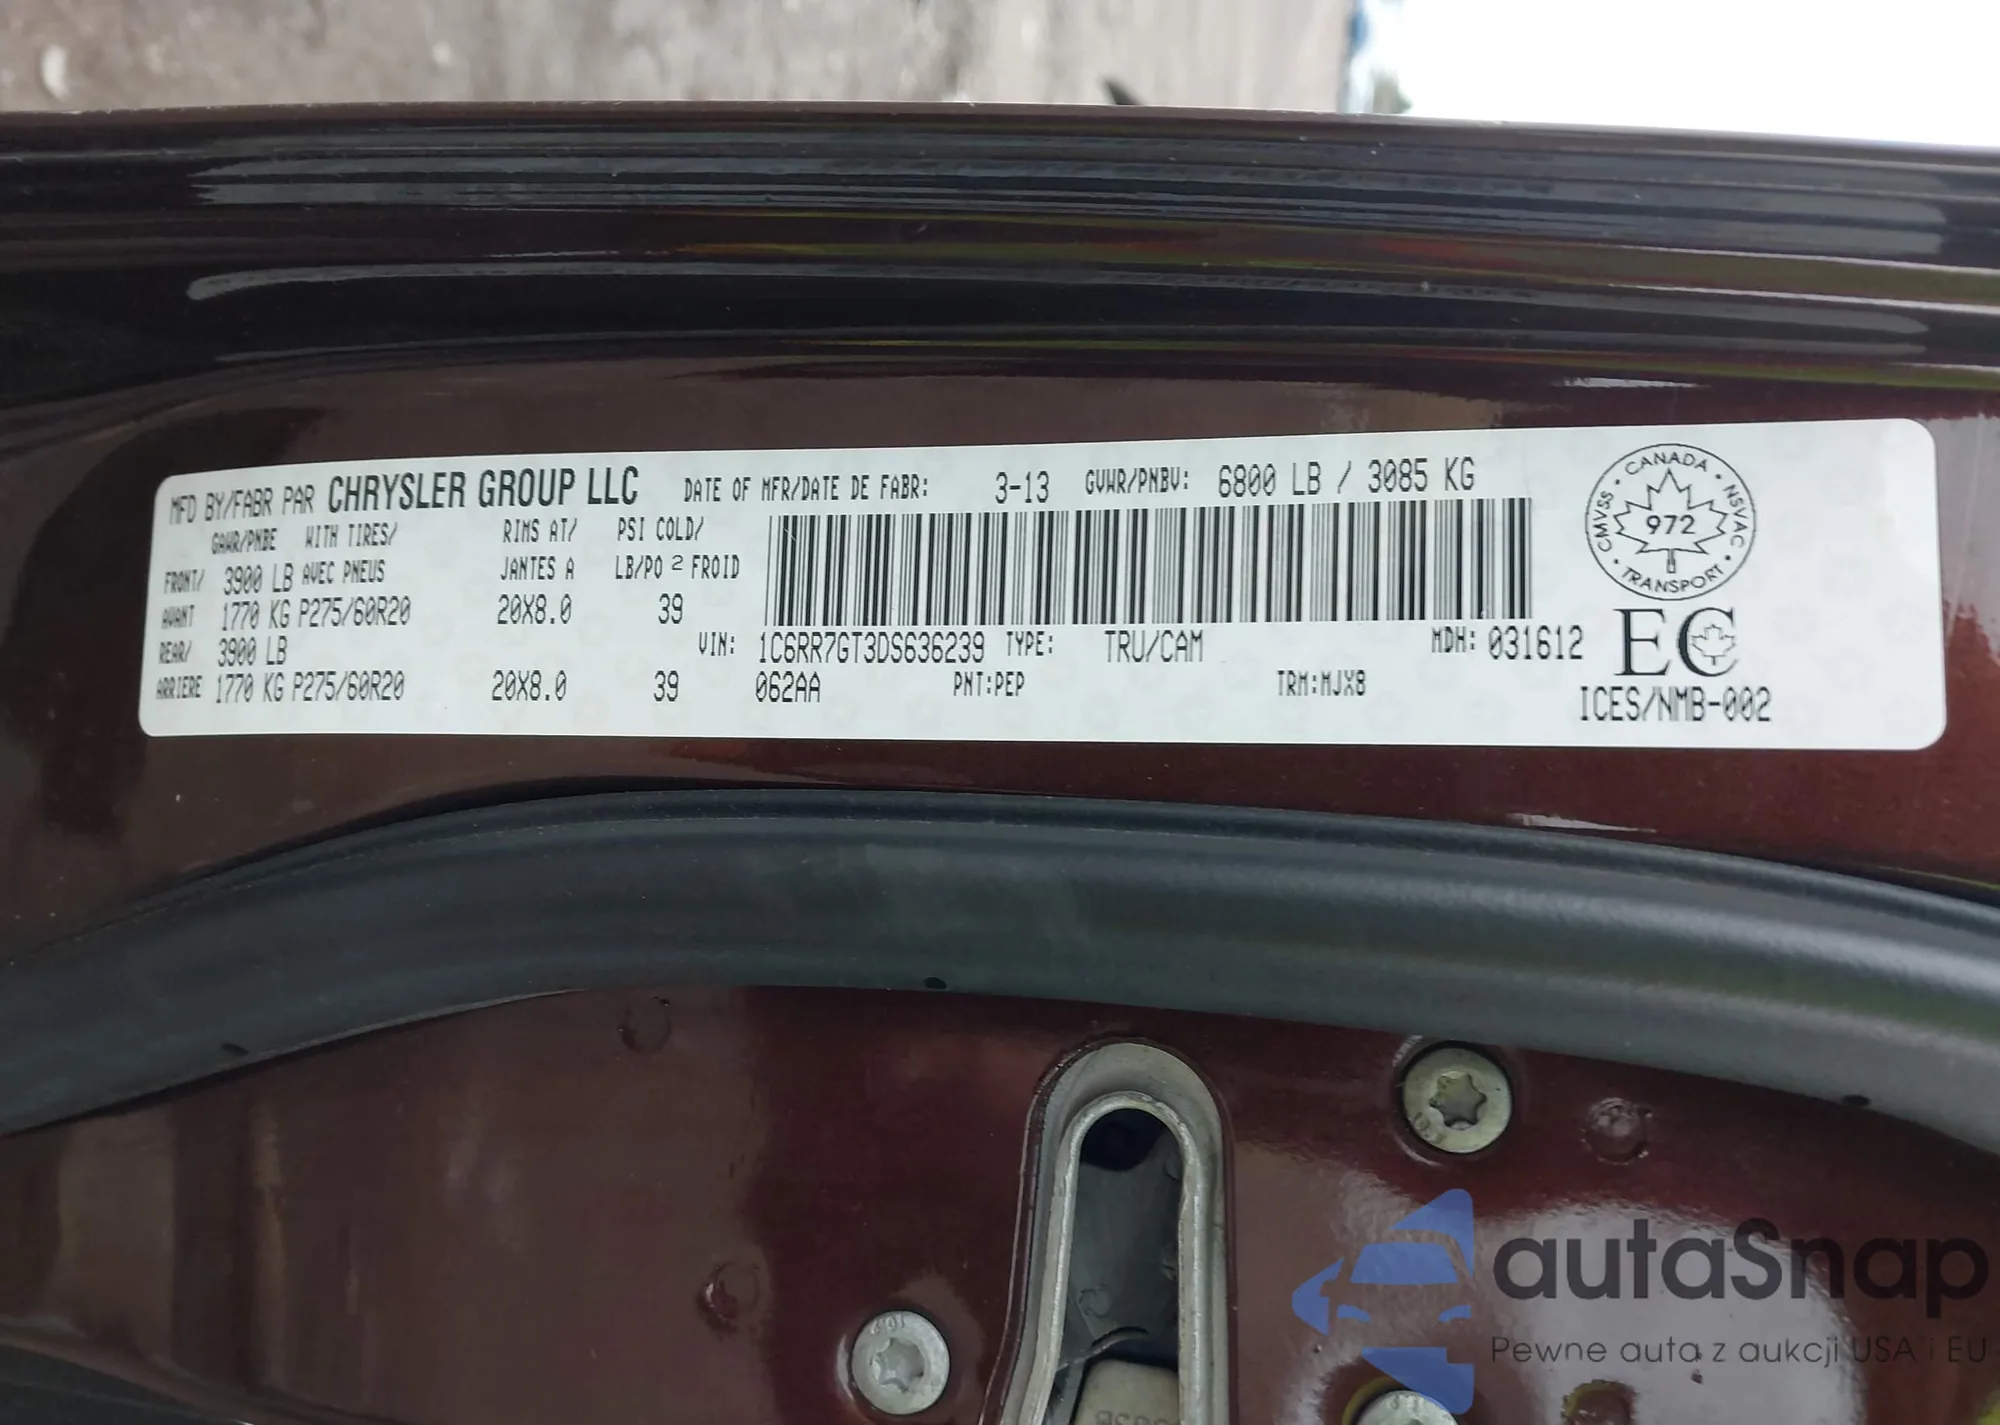 MFD BY/FABR PAR CHRYSLER GROUP LLC DATE OF MFR/DATE DE FABR: 3-13 GVWR/PNBV: 6800 LB / 3085 KG
GAWR/PNBE WITH TIRES/ RIMS AT/ PSI COLD/
FRONT/ 3900 LB AVEC PNEUS JANTES A LB/PO 2 FROID
AVANT 1770 KG P275/60R20 20X8.0 39
REAR/ 3900 LB VIN: 1C6RR7GT3DS636239 TYPE: TRU/CAM MDH: 031612
ARRIERE 1770 KG P275/60R20 20X8.0 39 062AA PNT:PEP TRM:MJX8
CANADA
CMVSS 972 NSVAC
TRANSPORT
EC
ICES/NMB-002
autaSnap
Pewne auta z aukcji USA i EU